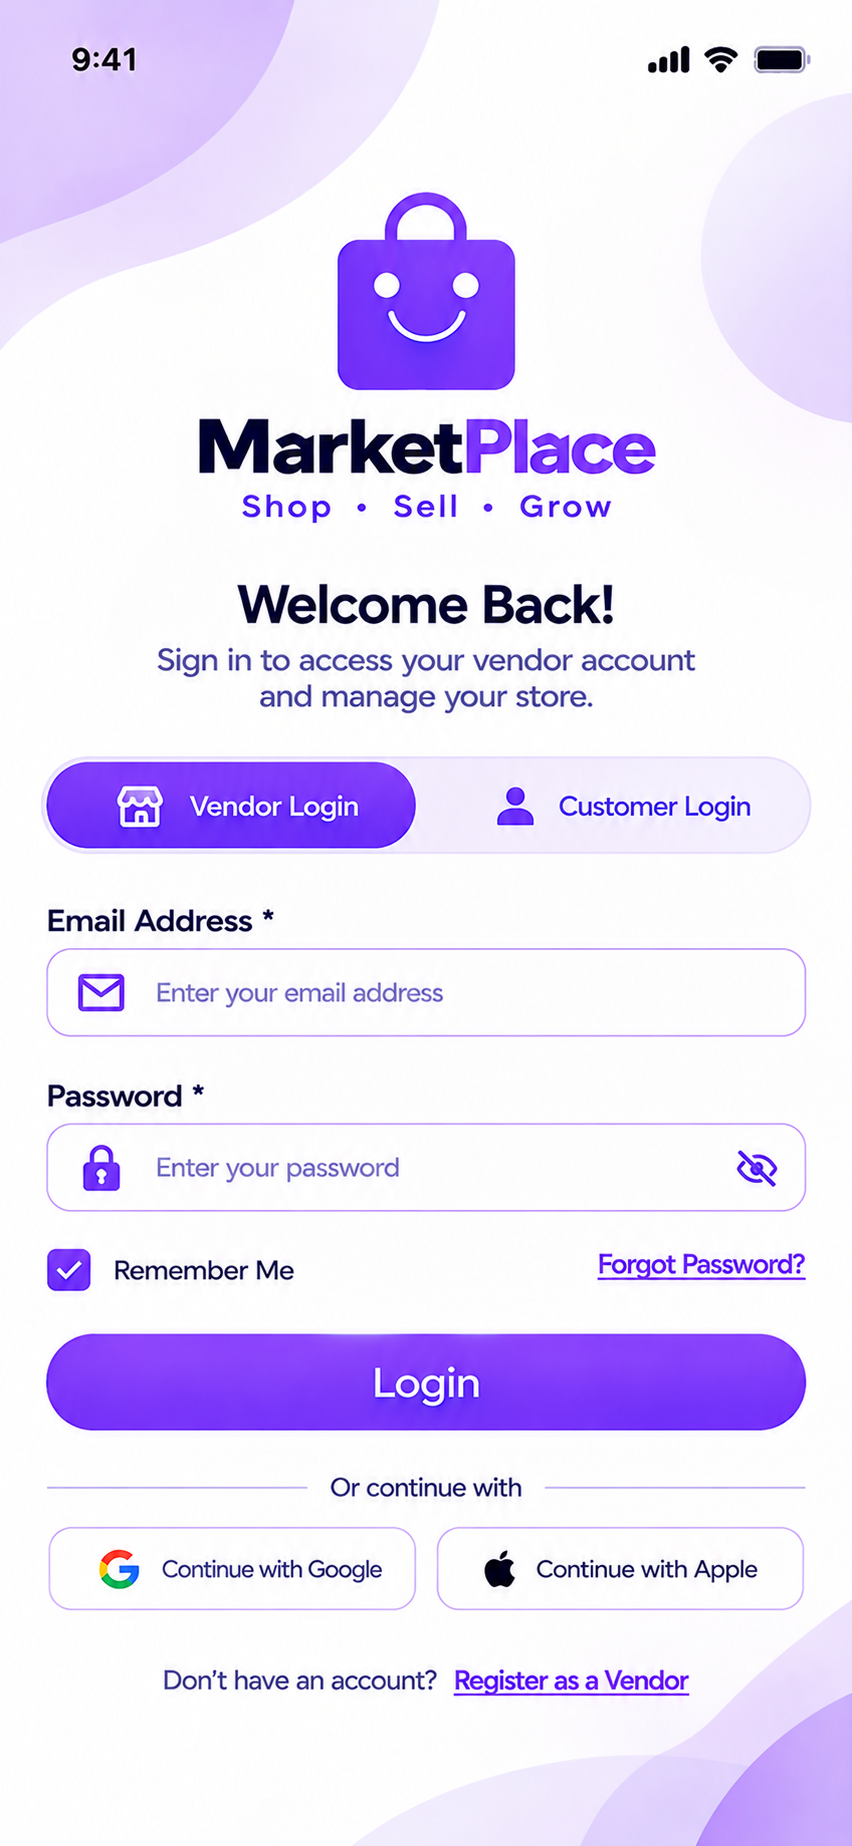 9:41
MarketPlace
Shop • Sell • Grow
Welcome Back!
Sign in to access your vendor account
and manage your store.
Vendor Login
Customer Login
Email Address *
Enter your email address
Password *
Enter your password
Remember Me
Forgot Password?
Login
Or continue with
Continue with Google
Continue with Apple
Don’t have an account? Register as a Vendor